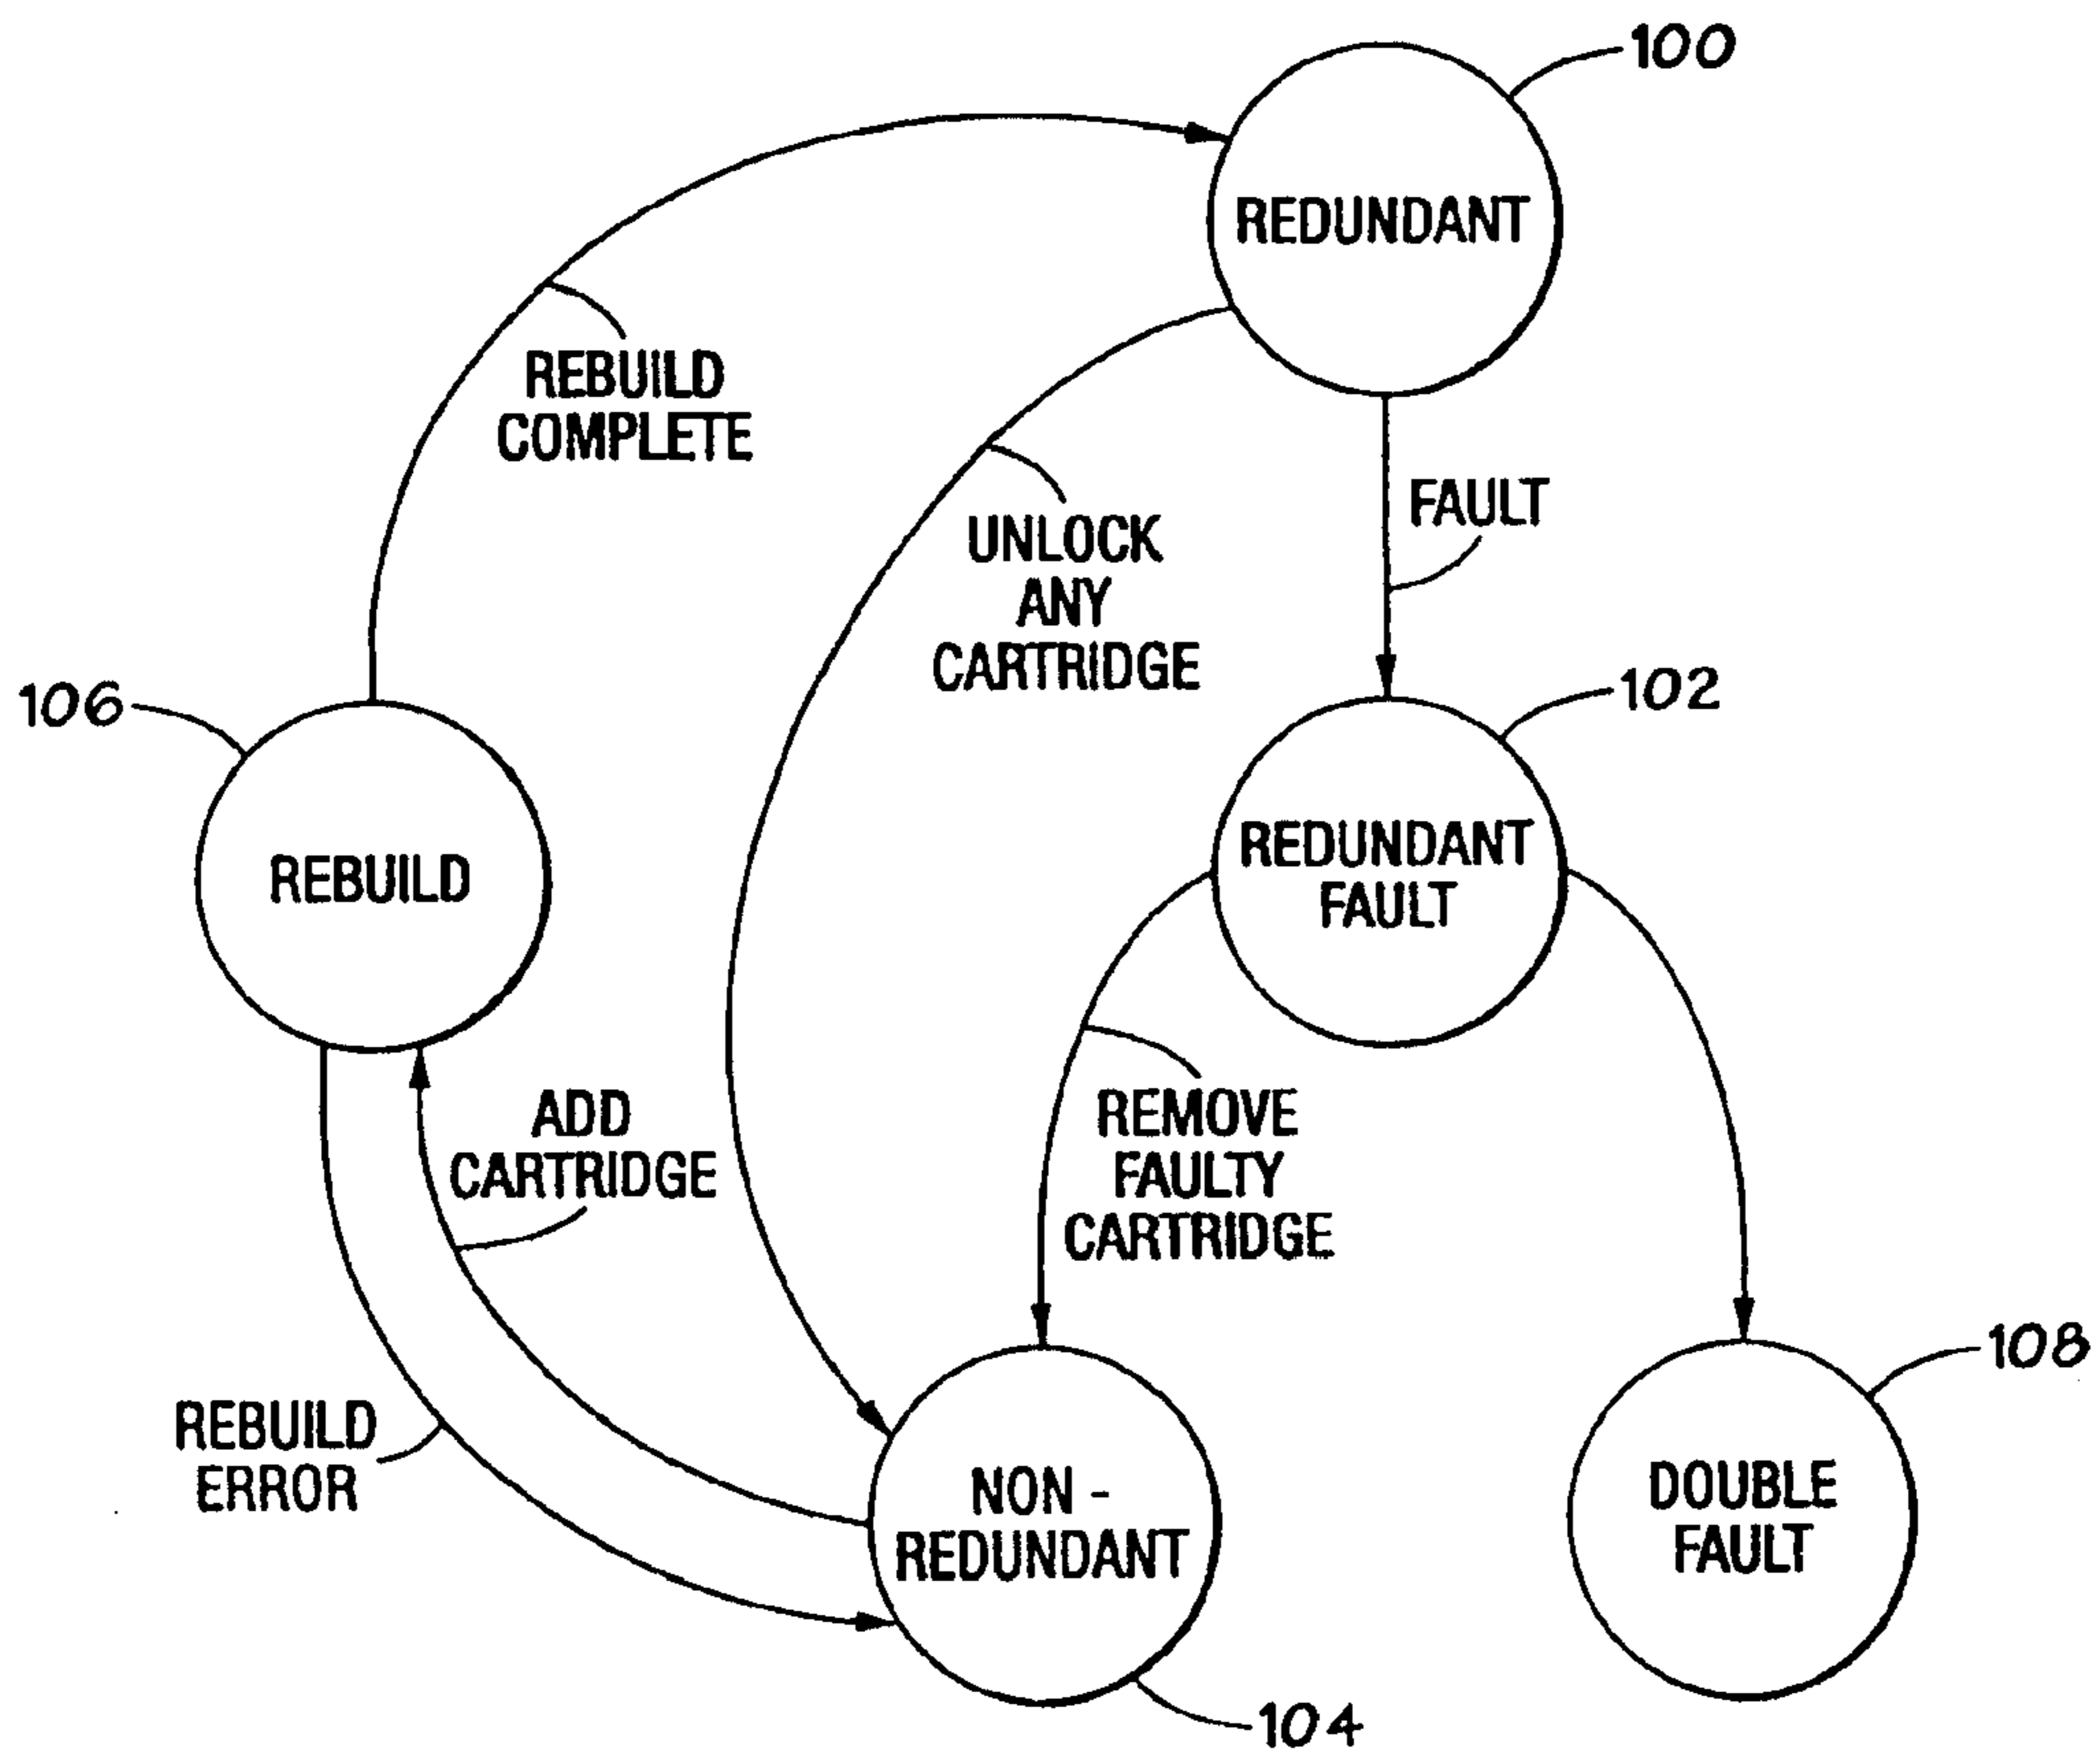 100
REDUNDANT
REBUILD
COMPLETE
FAULT
UNLOCK
ANY
CARTRIDGE
106
102
REDUNDANT
FAULT
REBUILD
ADD
CARTRIDGE
REMOVE
FAULTY
CARTRIDGE
108
REBUILD
ERROR
NON -
REDUNDANT
DOUBLE
FAULT
104